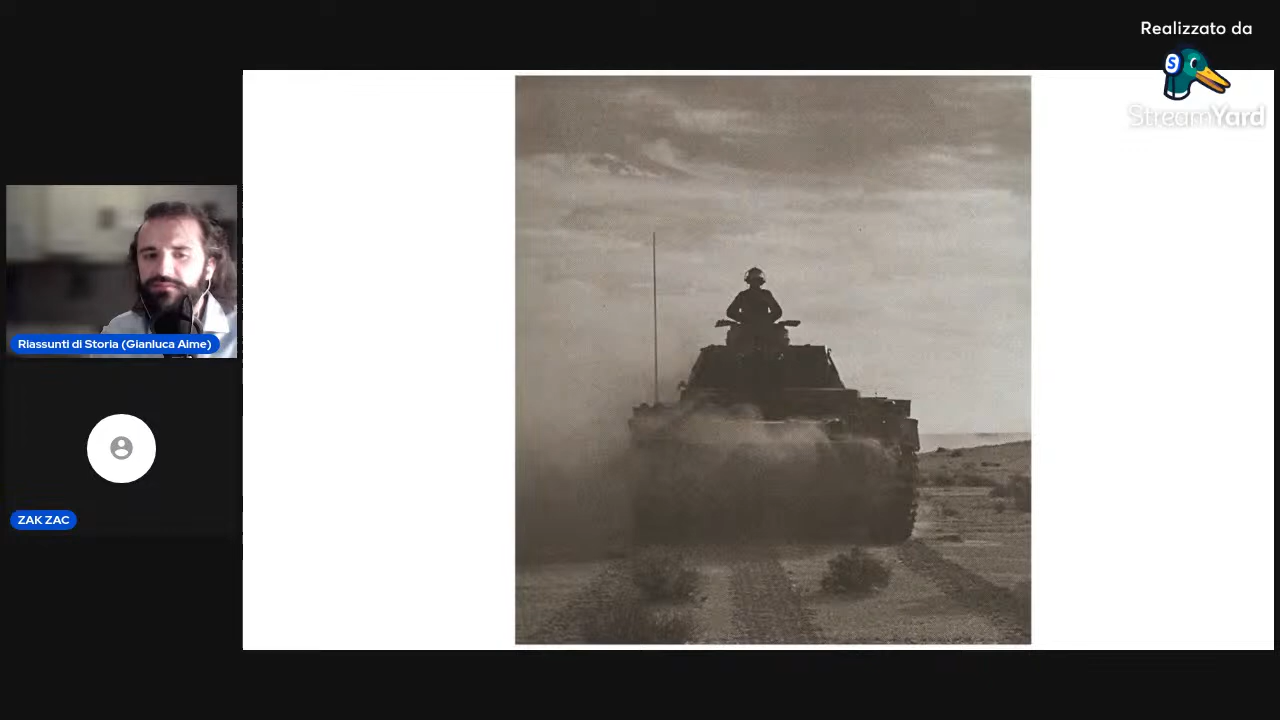 Realizzato da
StreamYard
Riassunti di Storia (Gianluca Aime)
ZAK ZAC